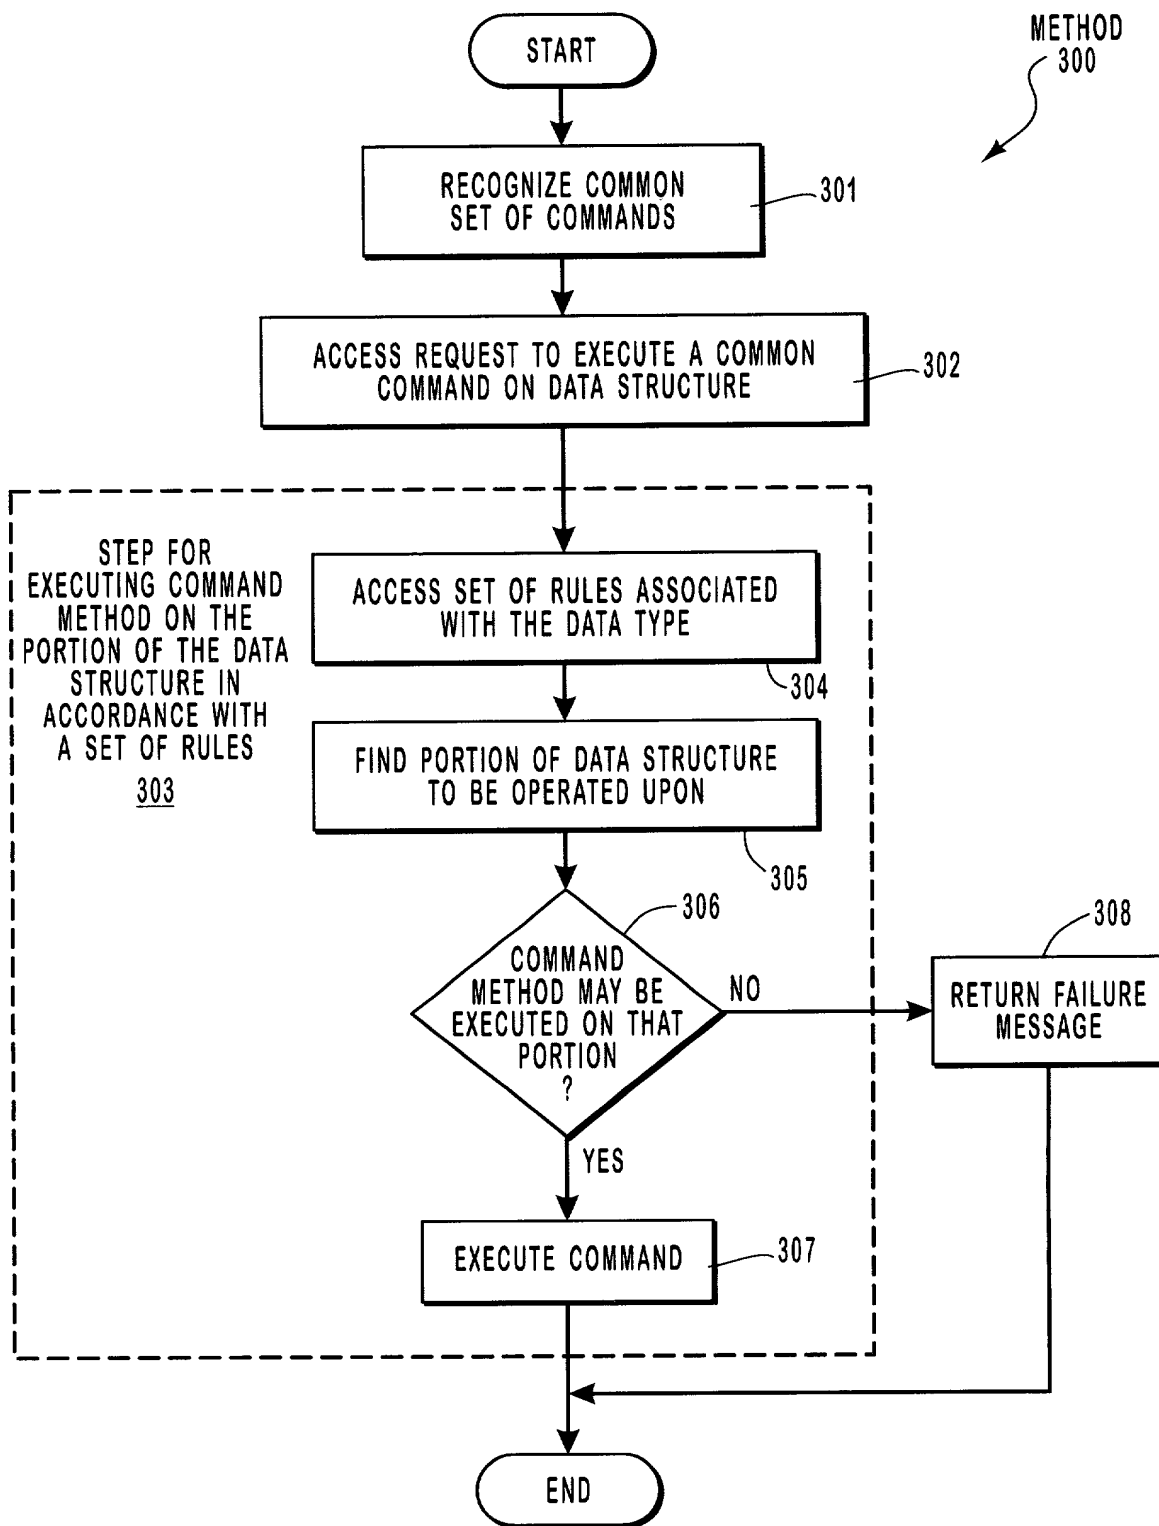 START
METHOD
300
RECOGNIZE COMMON
SET OF COMMANDS
301
ACCESS REQUEST TO EXECUTE A COMMON
COMMAND ON DATA STRUCTURE
302
STEP FOR
EXECUTING COMMAND
METHOD ON THE
PORTION OF THE DATA
STRUCTURE IN
ACCORDANCE WITH
A SET OF RULES
303
ACCESS SET OF RULES ASSOCIATED
WITH THE DATA TYPE
304
FIND PORTION OF DATA STRUCTURE
TO BE OPERATED UPON
305
306
COMMAND
METHOD MAY BE
EXECUTED ON THAT
PORTION
?
NO
308
RETURN FAILURE
MESSAGE
YES
EXECUTE COMMAND
307
END